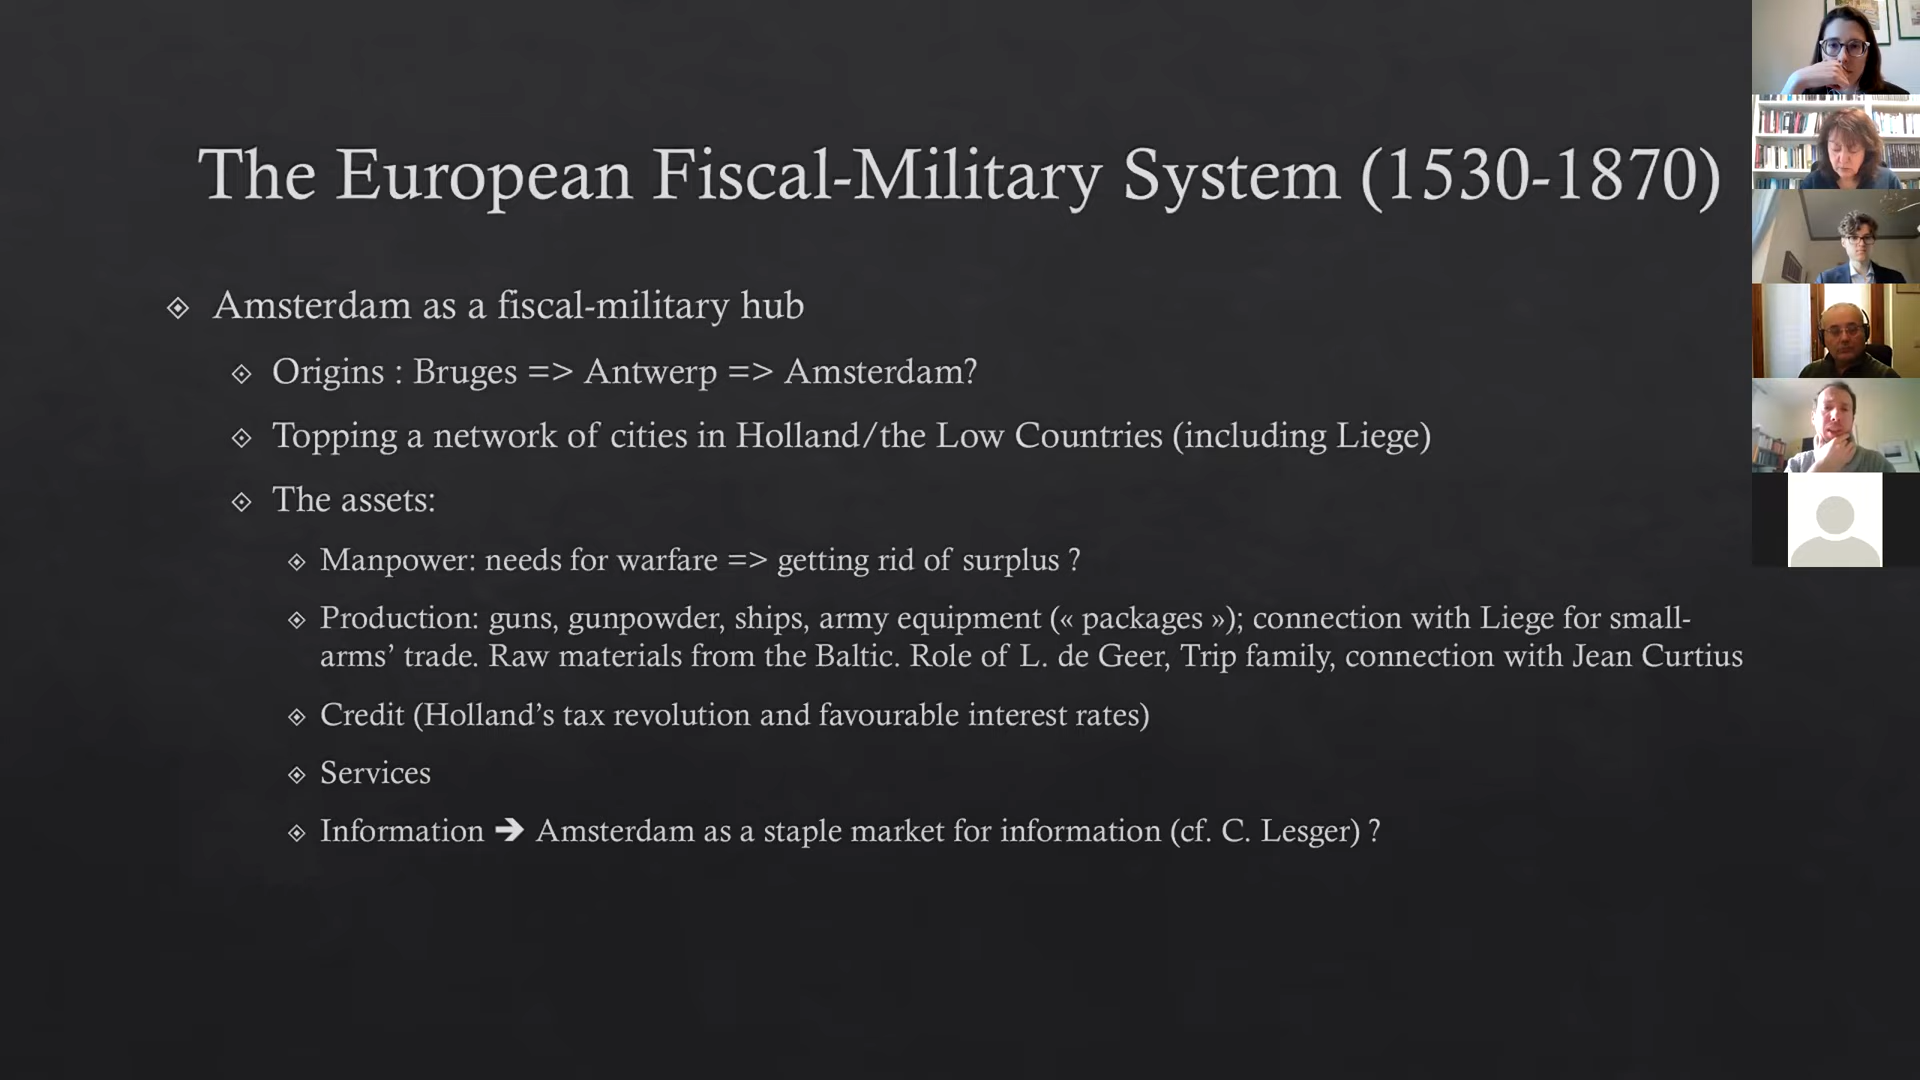 The European Fiscal-Military System (1530-1870)
Amsterdam as a fiscal-military hub
Origins : Bruges => Antwerp => Amsterdam?
Topping a network of cities in Holland/the Low Countries (including Liege)
The assets:
Manpower: needs for warfare => getting rid of surplus ?
Production: guns, gunpowder, ships, army equipment (« packages »); connection with Liege for small-
arms’ trade. Raw materials from the Baltic. Role of L. de Geer, Trip family, connection with Jean Curtius
Credit (Holland’s tax revolution and favourable interest rates)
Services
Information ➔ Amsterdam as a staple market for information (cf. C. Lesger) ?